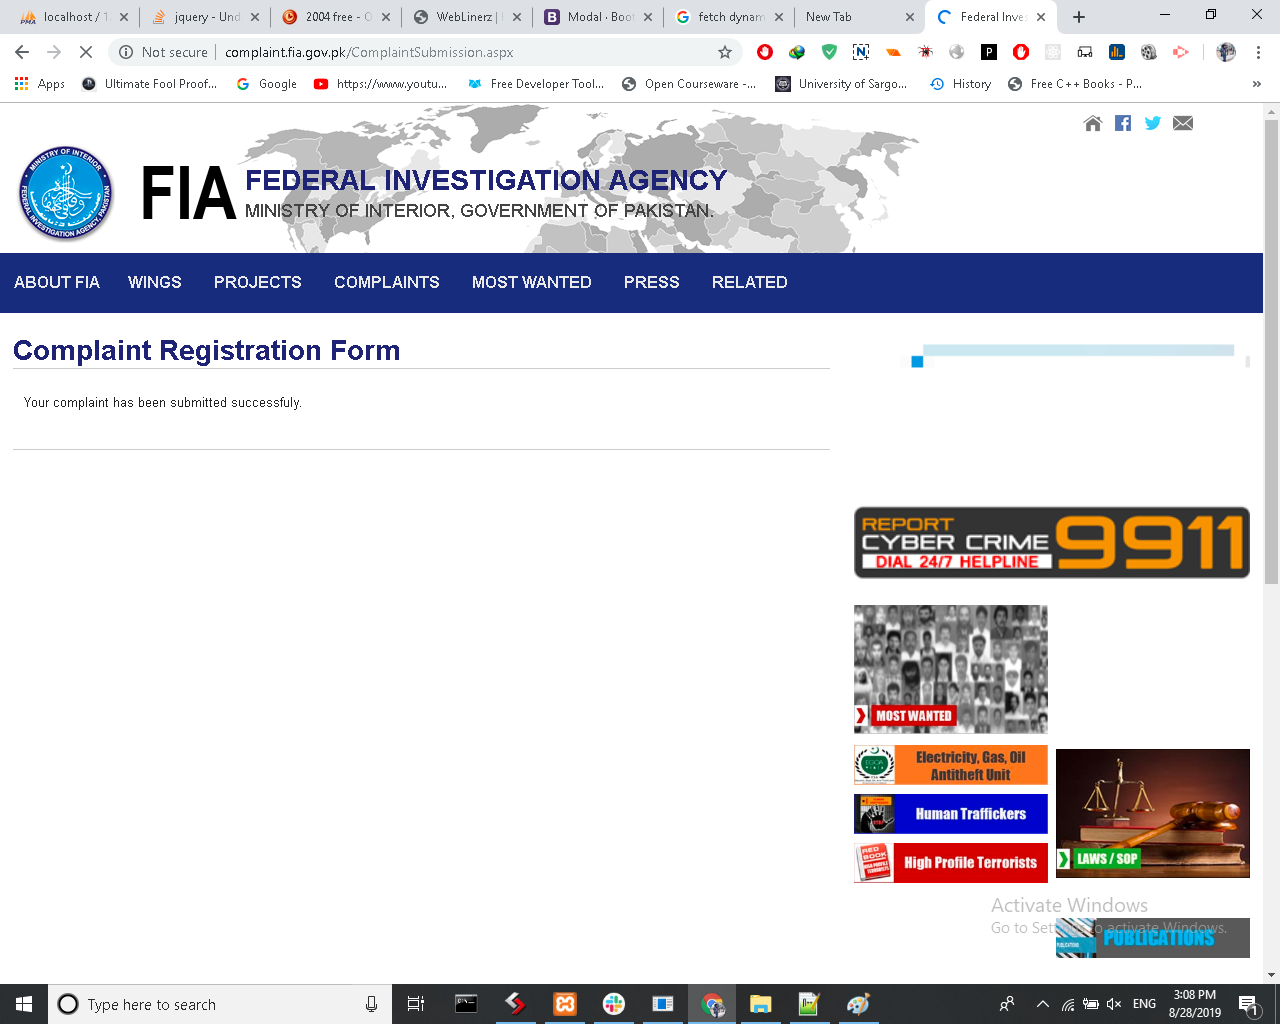 localhost / 1
jquery - Und
2004 free - O
WebLinerz |
Modal · Boot
fetch dynam
New Tab
Federal Inves
Not secure | complaint.fia.gov.pk/ComplaintSubmission.aspx
Apps
Ultimate Fool Proof...
Google
https://www.youtu...
Free Developer Tool...
Open Courseware -...
University of Sargo...
History
Free C++ Books - P...
»
MINISTRY OF INTERIOR
FEDERAL INVESTIGATION AGENCY, PAKISTAN
FIA FEDERAL INVESTIGATION AGENCY
MINISTRY OF INTERIOR, GOVERNMENT OF PAKISTAN.
ABOUT FIA WINGS PROJECTS COMPLAINTS MOST WANTED PRESS RELATED
Complaint Registration Form
Your complaint has been submitted successfuly.
REPORT
CYBER CRIME
DIAL 24/7 HELPLINE
9911
MOST WANTED
Electricity, Gas, Oil
Antitheft Unit
Human Traffickers
RED BOOK
High Profile Terrorists
LAWS / SOP
PUBLICATIONS
PUBLICATIONS
Activate Windows
Go to Settings to activate Windows.
Type here to search
ENG
3:08 PM
8/28/2019
1